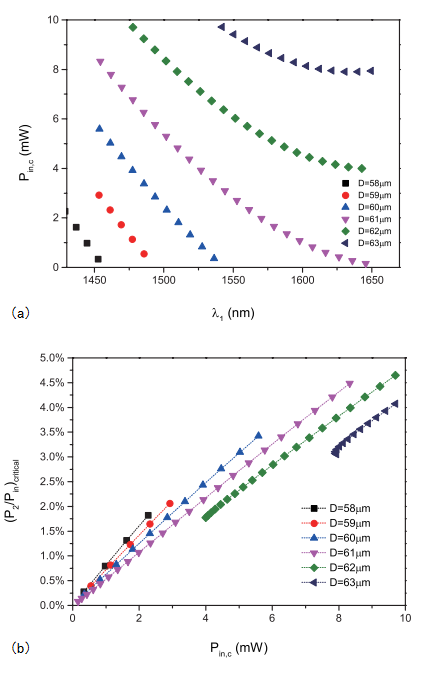 10
8
6
4
2
0
P_in,c (mW)
D=58μm
D=59μm
D=60μm
D=61μm
D=62μm
D=63μm
1450 1500 1550 1600 1650
(a) λ_1 (nm)
5.0%
4.5%
4.0%
3.5%
3.0%
2.5%
2.0%
1.5%
1.0%
0.5%
0.0%
(P_2/P_in)_critical
D=58μm
D=59μm
D=60μm
D=61μm
D=62μm
D=63μm
0 2 4 6 8 10
(b) P_in,c (mW)